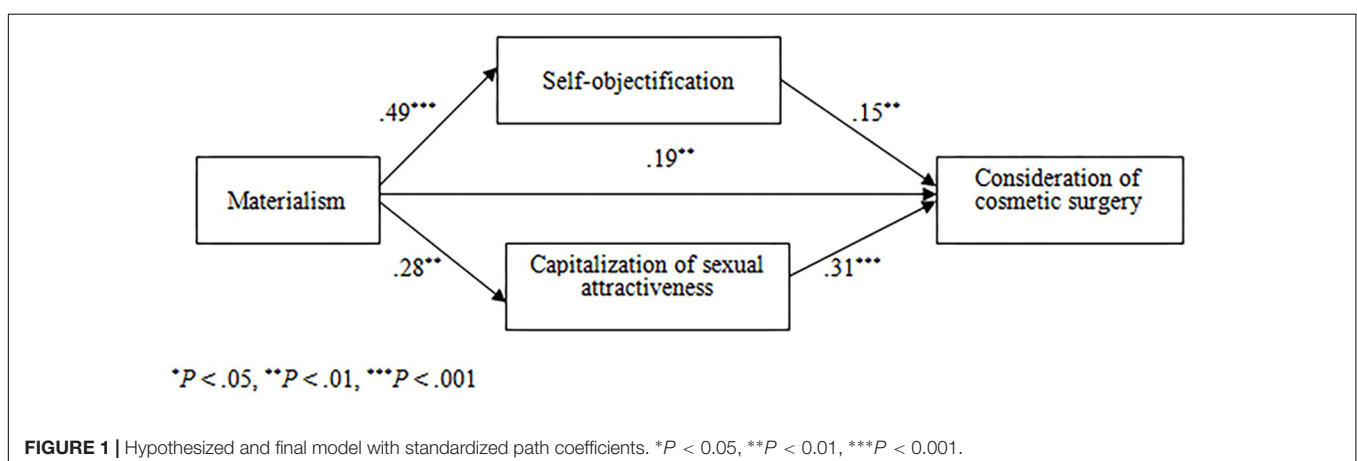 Self-objectification
.49***
.15**
.19**
Materialism
Consideration of
cosmetic surgery
.28**
Capitalization of sexual
attractiveness
.31***
*P < .05, **P < .01, ***P < .001
FIGURE 1 | Hypothesized and final model with standardized path coefficients. *P < 0.05, **P < 0.01, ***P < 0.001.